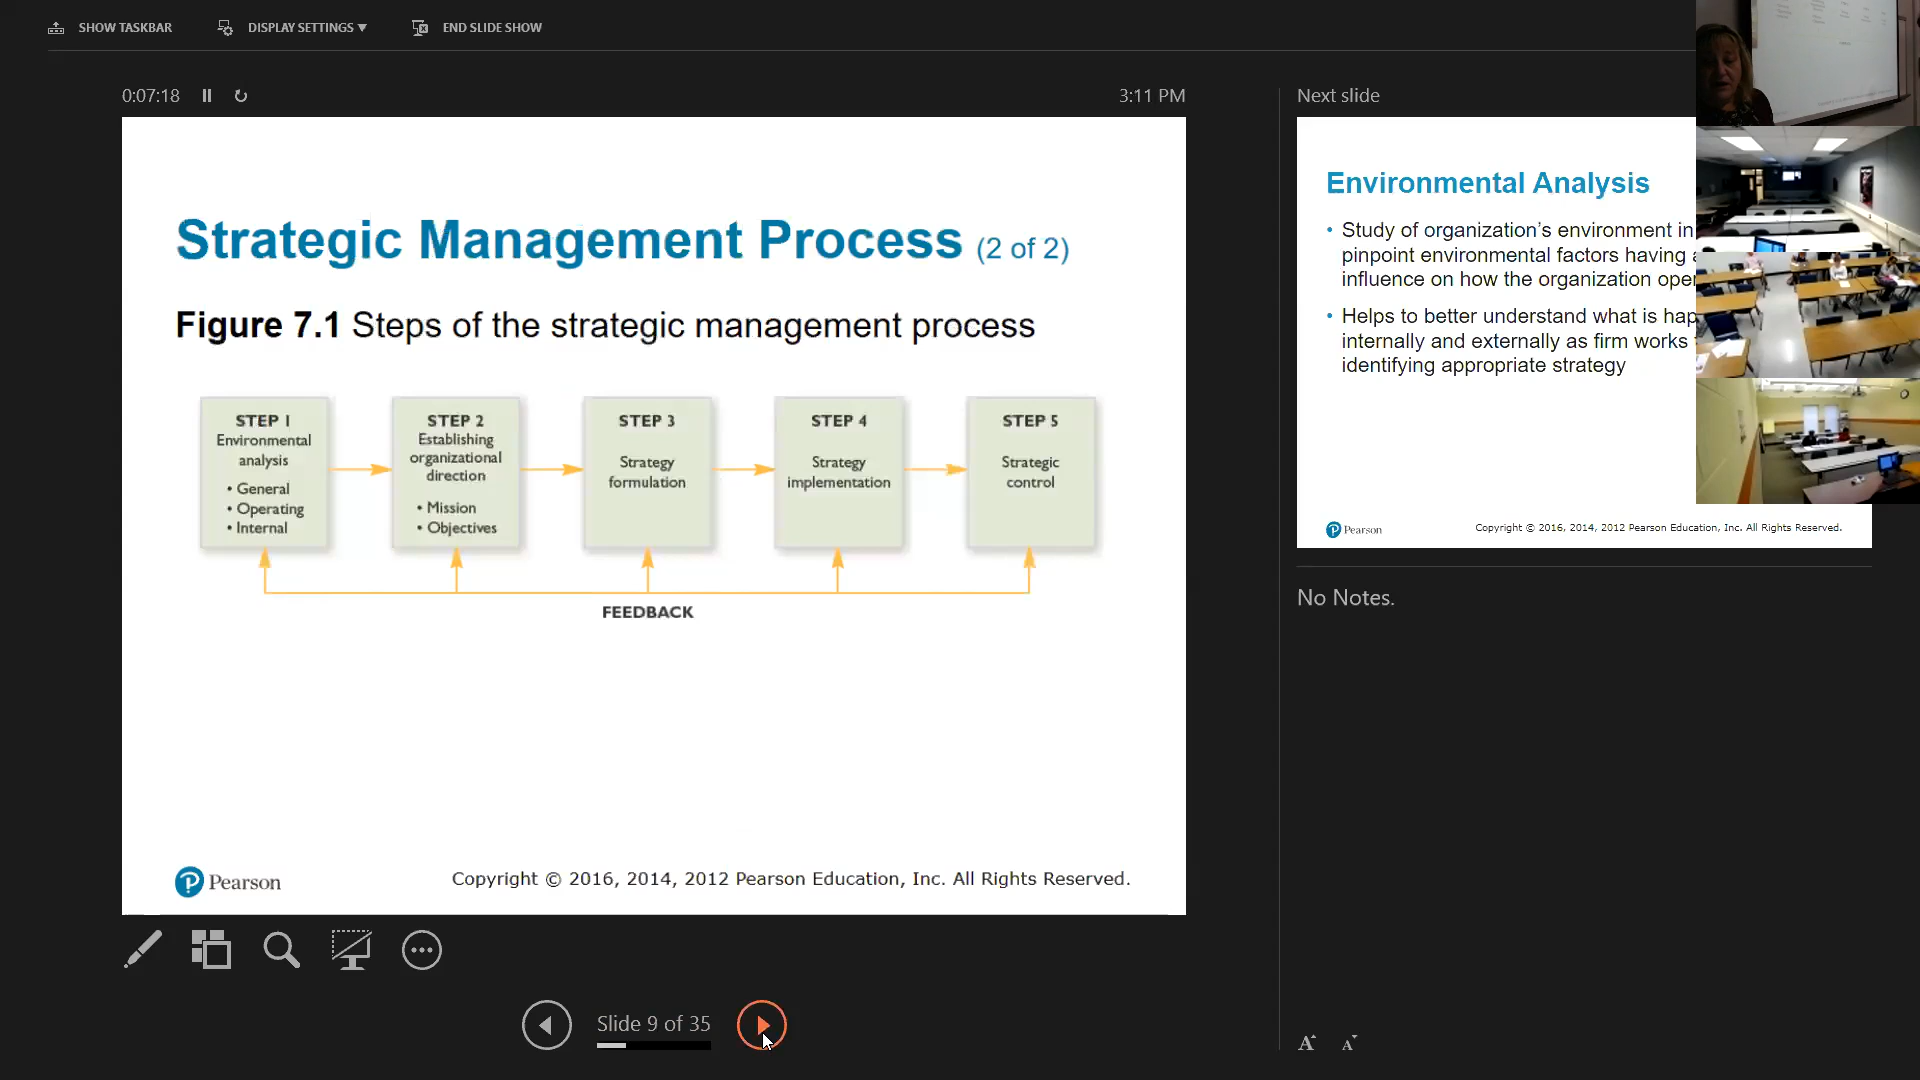 SHOW TASKBAR
DISPLAY SETTINGS
END SLIDE SHOW
0:07:18
3:11 PM
Strategic Management Process (2 of 2)
Figure 7.1 Steps of the strategic management process
STEP 1
Environmental
analysis
• General
• Operating
• Internal
STEP 2
Establishing
organizational
direction
• Mission
• Objectives
STEP 3
Strategy
formulation
STEP 4
Strategy
implementation
STEP 5
Strategic
control
FEEDBACK
Pearson
Copyright © 2016, 2014, 2012 Pearson Education, Inc. All Rights Reserved.
Slide 9 of 35
Next slide
Environmental Analysis
• Study of organization's environment in
pinpoint environmental factors having
influence on how the organization
• Helps to better understand what is
internally and externally as firm works
identifying appropriate strategy
Pearson
Copyright © 2016, 2014, 2012 Pearson Education, Inc. All Rights Reserved.
No Notes.
A A